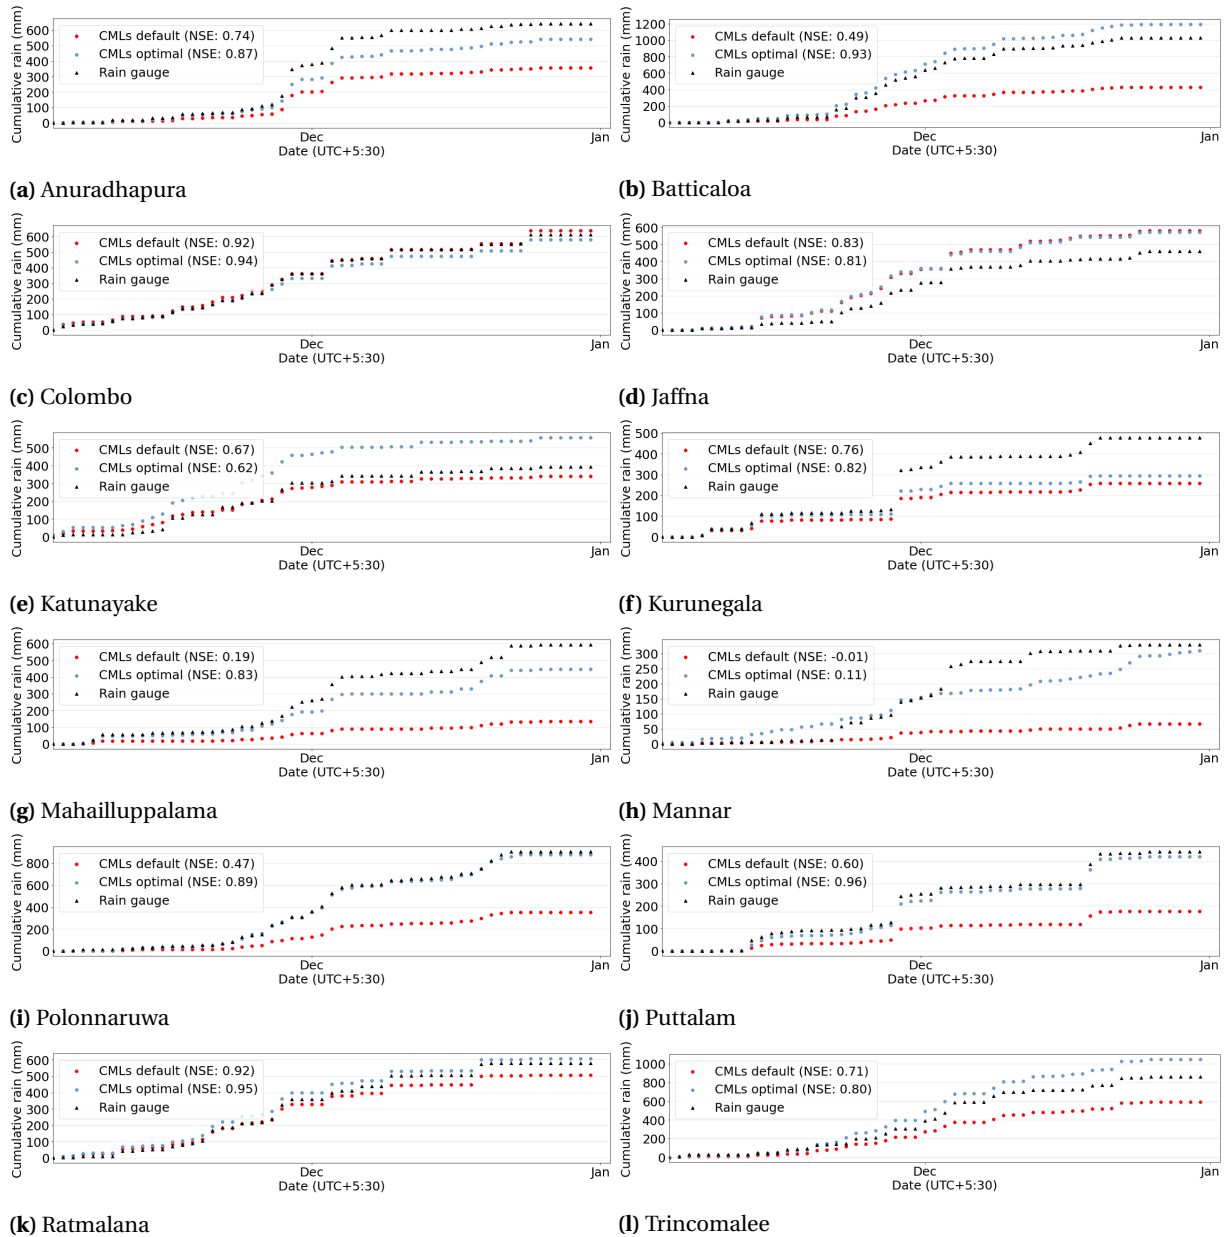 Cumulative rain (mm)
600
500
400
300
200
100
0
CMLs default (NSE: 0.74)
CMLs optimal (NSE: 0.87)
Rain gauge
Dec
Jan
Date (UTC+5:30)
(a) Anuradhapura
Cumulative rain (mm)
1200
1000
800
600
400
200
0
CMLs default (NSE: 0.49)
CMLs optimal (NSE: 0.93)
Rain gauge
Dec
Jan
Date (UTC+5:30)
(b) Batticaloa
Cumulative rain (mm)
600
500
400
300
200
100
0
CMLs default (NSE: 0.92)
CMLs optimal (NSE: 0.94)
Rain gauge
Dec
Jan
Date (UTC+5:30)
(c) Colombo
Cumulative rain (mm)
600
500
400
300
200
100
0
CMLs default (NSE: 0.83)
CMLs optimal (NSE: 0.81)
Rain gauge
Dec
Jan
Date (UTC+5:30)
(d) Jaffna
Cumulative rain (mm)
500
400
300
200
100
0
CMLs default (NSE: 0.67)
CMLs optimal (NSE: 0.62)
Rain gauge
Dec
Jan
Date (UTC+5:30)
(e) Katunayake
Cumulative rain (mm)
500
400
300
200
100
0
CMLs default (NSE: 0.76)
CMLs optimal (NSE: 0.82)
Rain gauge
Dec
Jan
Date (UTC+5:30)
(f) Kurunegala
Cumulative rain (mm)
600
500
400
300
200
100
0
CMLs default (NSE: 0.19)
CMLs optimal (NSE: 0.83)
Rain gauge
Dec
Jan
Date (UTC+5:30)
(g) Mahailluppalama
Cumulative rain (mm)
300
250
200
150
100
50
0
CMLs default (NSE: -0.01)
CMLs optimal (NSE: 0.11)
Rain gauge
Dec
Jan
Date (UTC+5:30)
(h) Mannar
Cumulative rain (mm)
800
600
400
200
0
CMLs default (NSE: 0.47)
CMLs optimal (NSE: 0.89)
Rain gauge
Dec
Jan
Date (UTC+5:30)
(i) Polonnaruwa
Cumulative rain (mm)
400
300
200
100
0
CMLs default (NSE: 0.60)
CMLs optimal (NSE: 0.96)
Rain gauge
Dec
Jan
Date (UTC+5:30)
(j) Puttalam
Cumulative rain (mm)
600
500
400
300
200
100
0
CMLs default (NSE: 0.92)
CMLs optimal (NSE: 0.95)
Rain gauge
Dec
Jan
Date (UTC+5:30)
(k) Ratmalana
Cumulative rain (mm)
1000
800
600
400
200
0
CMLs default (NSE: 0.71)
CMLs optimal (NSE: 0.80)
Rain gauge
Dec
Jan
Date (UTC+5:30)
(l) Trincomalee